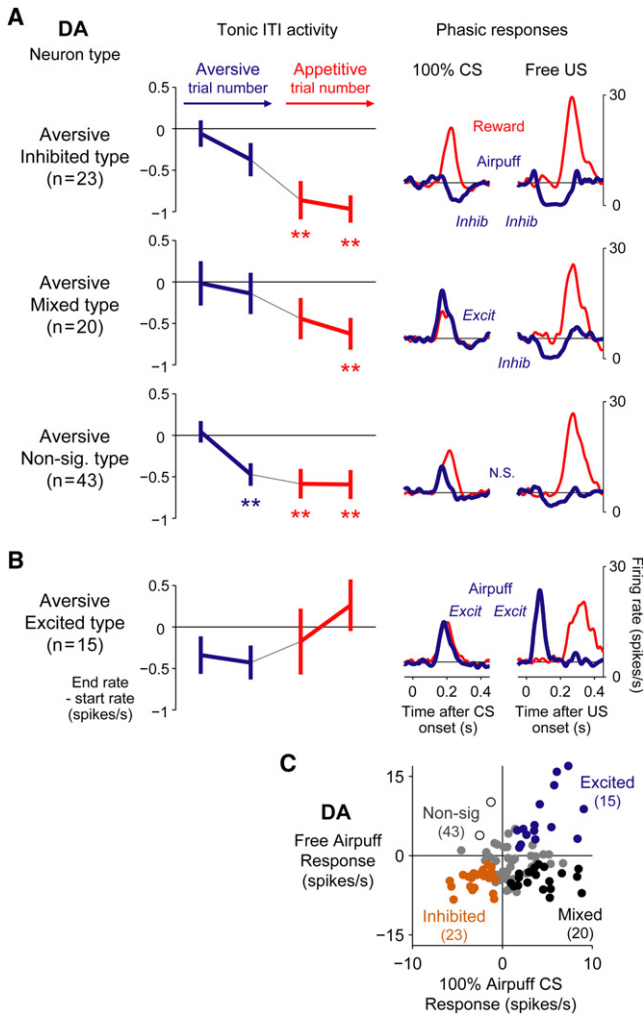 A
DA
Neuron type
Tonic ITI activity
Phasic responses
Aversive
trial number
Appetitive
trial number
100% CS
Free US
Aversive
Inhibited type
(n=23)
0.5
0
−0.5
−1
**
**
Reward
Airpuff
Inhib
Inhib
30
0
Aversive
Mixed type
(n=20)
0.5
0
−0.5
−1
**
Excit
Inhib
30
0
Aversive
Non-sig. type
(n=43)
0.5
0
−0.5
−1
**
**
**
N.S.
30
0
B
Aversive
Excited type
(n=15)
End rate
- start rate
(spikes/s)
0.5
0
−0.5
−1
Airpuff
Excit
Excit
30
0
Firing rate (spikes/s)
0 0.2 0.4
0 0.2 0.4
Time after CS
onset (s)
Time after US
onset (s)
C
DA
Free Airpuff
Response
(spikes/s)
15
0
−15
Non-sig
(43)
Excited
(15)
Inhibited
(23)
Mixed
(20)
−10 0 10
100% Airpuff CS
Response (spikes/s)